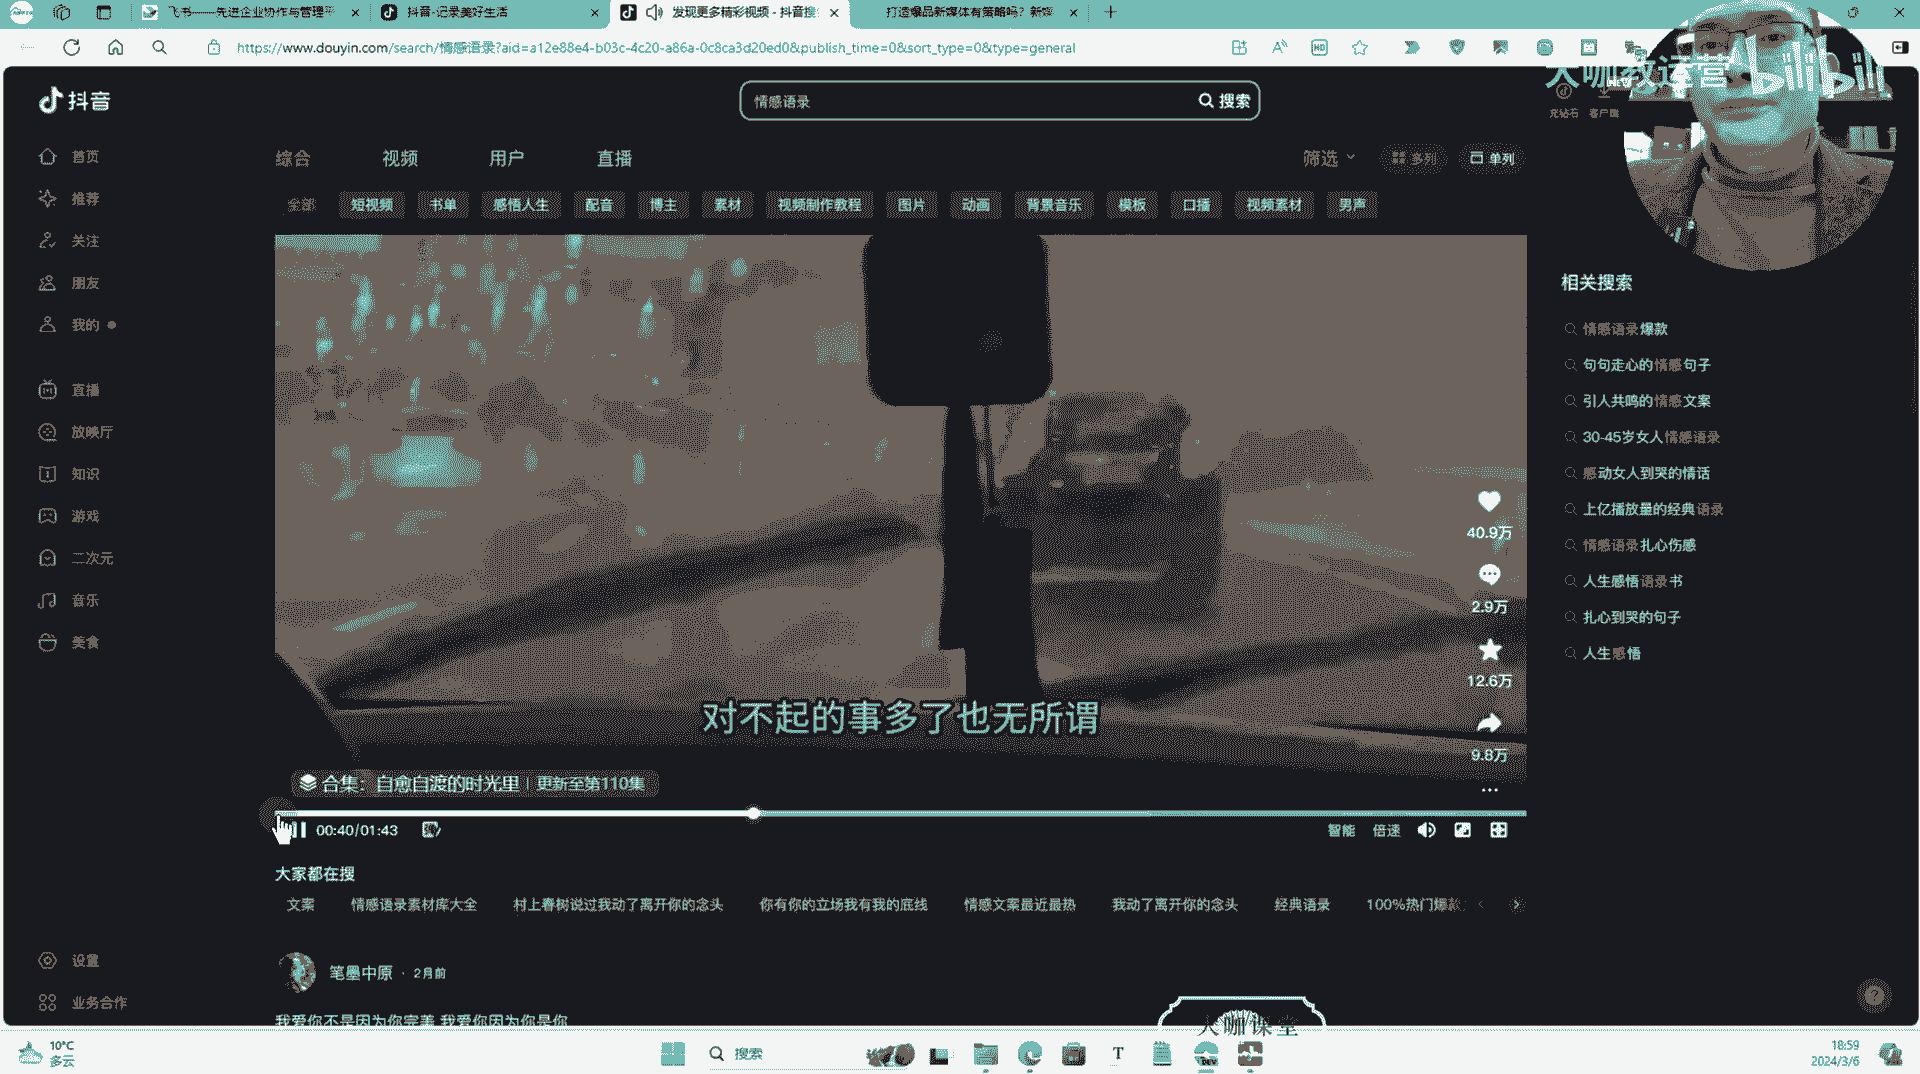 飞书——先进企业协作与管理平
抖音-记录美好生活
发现更多精彩视频 - 抖音搜
打造爆品新媒体有策略吗？新媒
https://www.douyin.com/search/情感语录?aid=a12e88e4-b03c-4c20-a86a-0c8ca3d20ed0&publish_time=0&sort_type=0&type=general
大咖教运营 bilibili
抖音
情感语录
搜索
充钻石
客户端
首页
推荐
关注
朋友
我的
直播
放映厅
知识
游戏
二次元
音乐
美食
设置
业务合作
综合 视频 用户 直播
筛选 多列 单列
全部 短视频 书单 感悟人生 配音 博主 素材 视频制作教程 图片 动画 背景音乐 模板 口播 视频素材 男声
40.9万
2.9万
12.6万
9.8万
对不起的事多了也无所谓
合集：自愈自渡的时光里 | 更新至第110集
00:40/01:43
智能 倍速
相关搜索
情感语录爆款
句句走心的情感句子
引人共鸣的情感文案
30-45岁女人情感语录
感动女人到哭的情话
上亿播放量的经典语录
情感语录扎心伤感
人生感悟语录书
扎心到哭的句子
人生感悟
大家都在搜
文案 情感语录素材库大全 村上春树说过我动了离开你的念头 你有你的立场我有我的底线 情感文案最近最热 我动了离开你的念头 经典语录 100%热门爆款
笔墨中原 · 2月前
我爱你不是因为你完美 我爱你因为你是你
大咖课堂
10°C
多云
搜索
T
DEV
18:59
2024/3/6